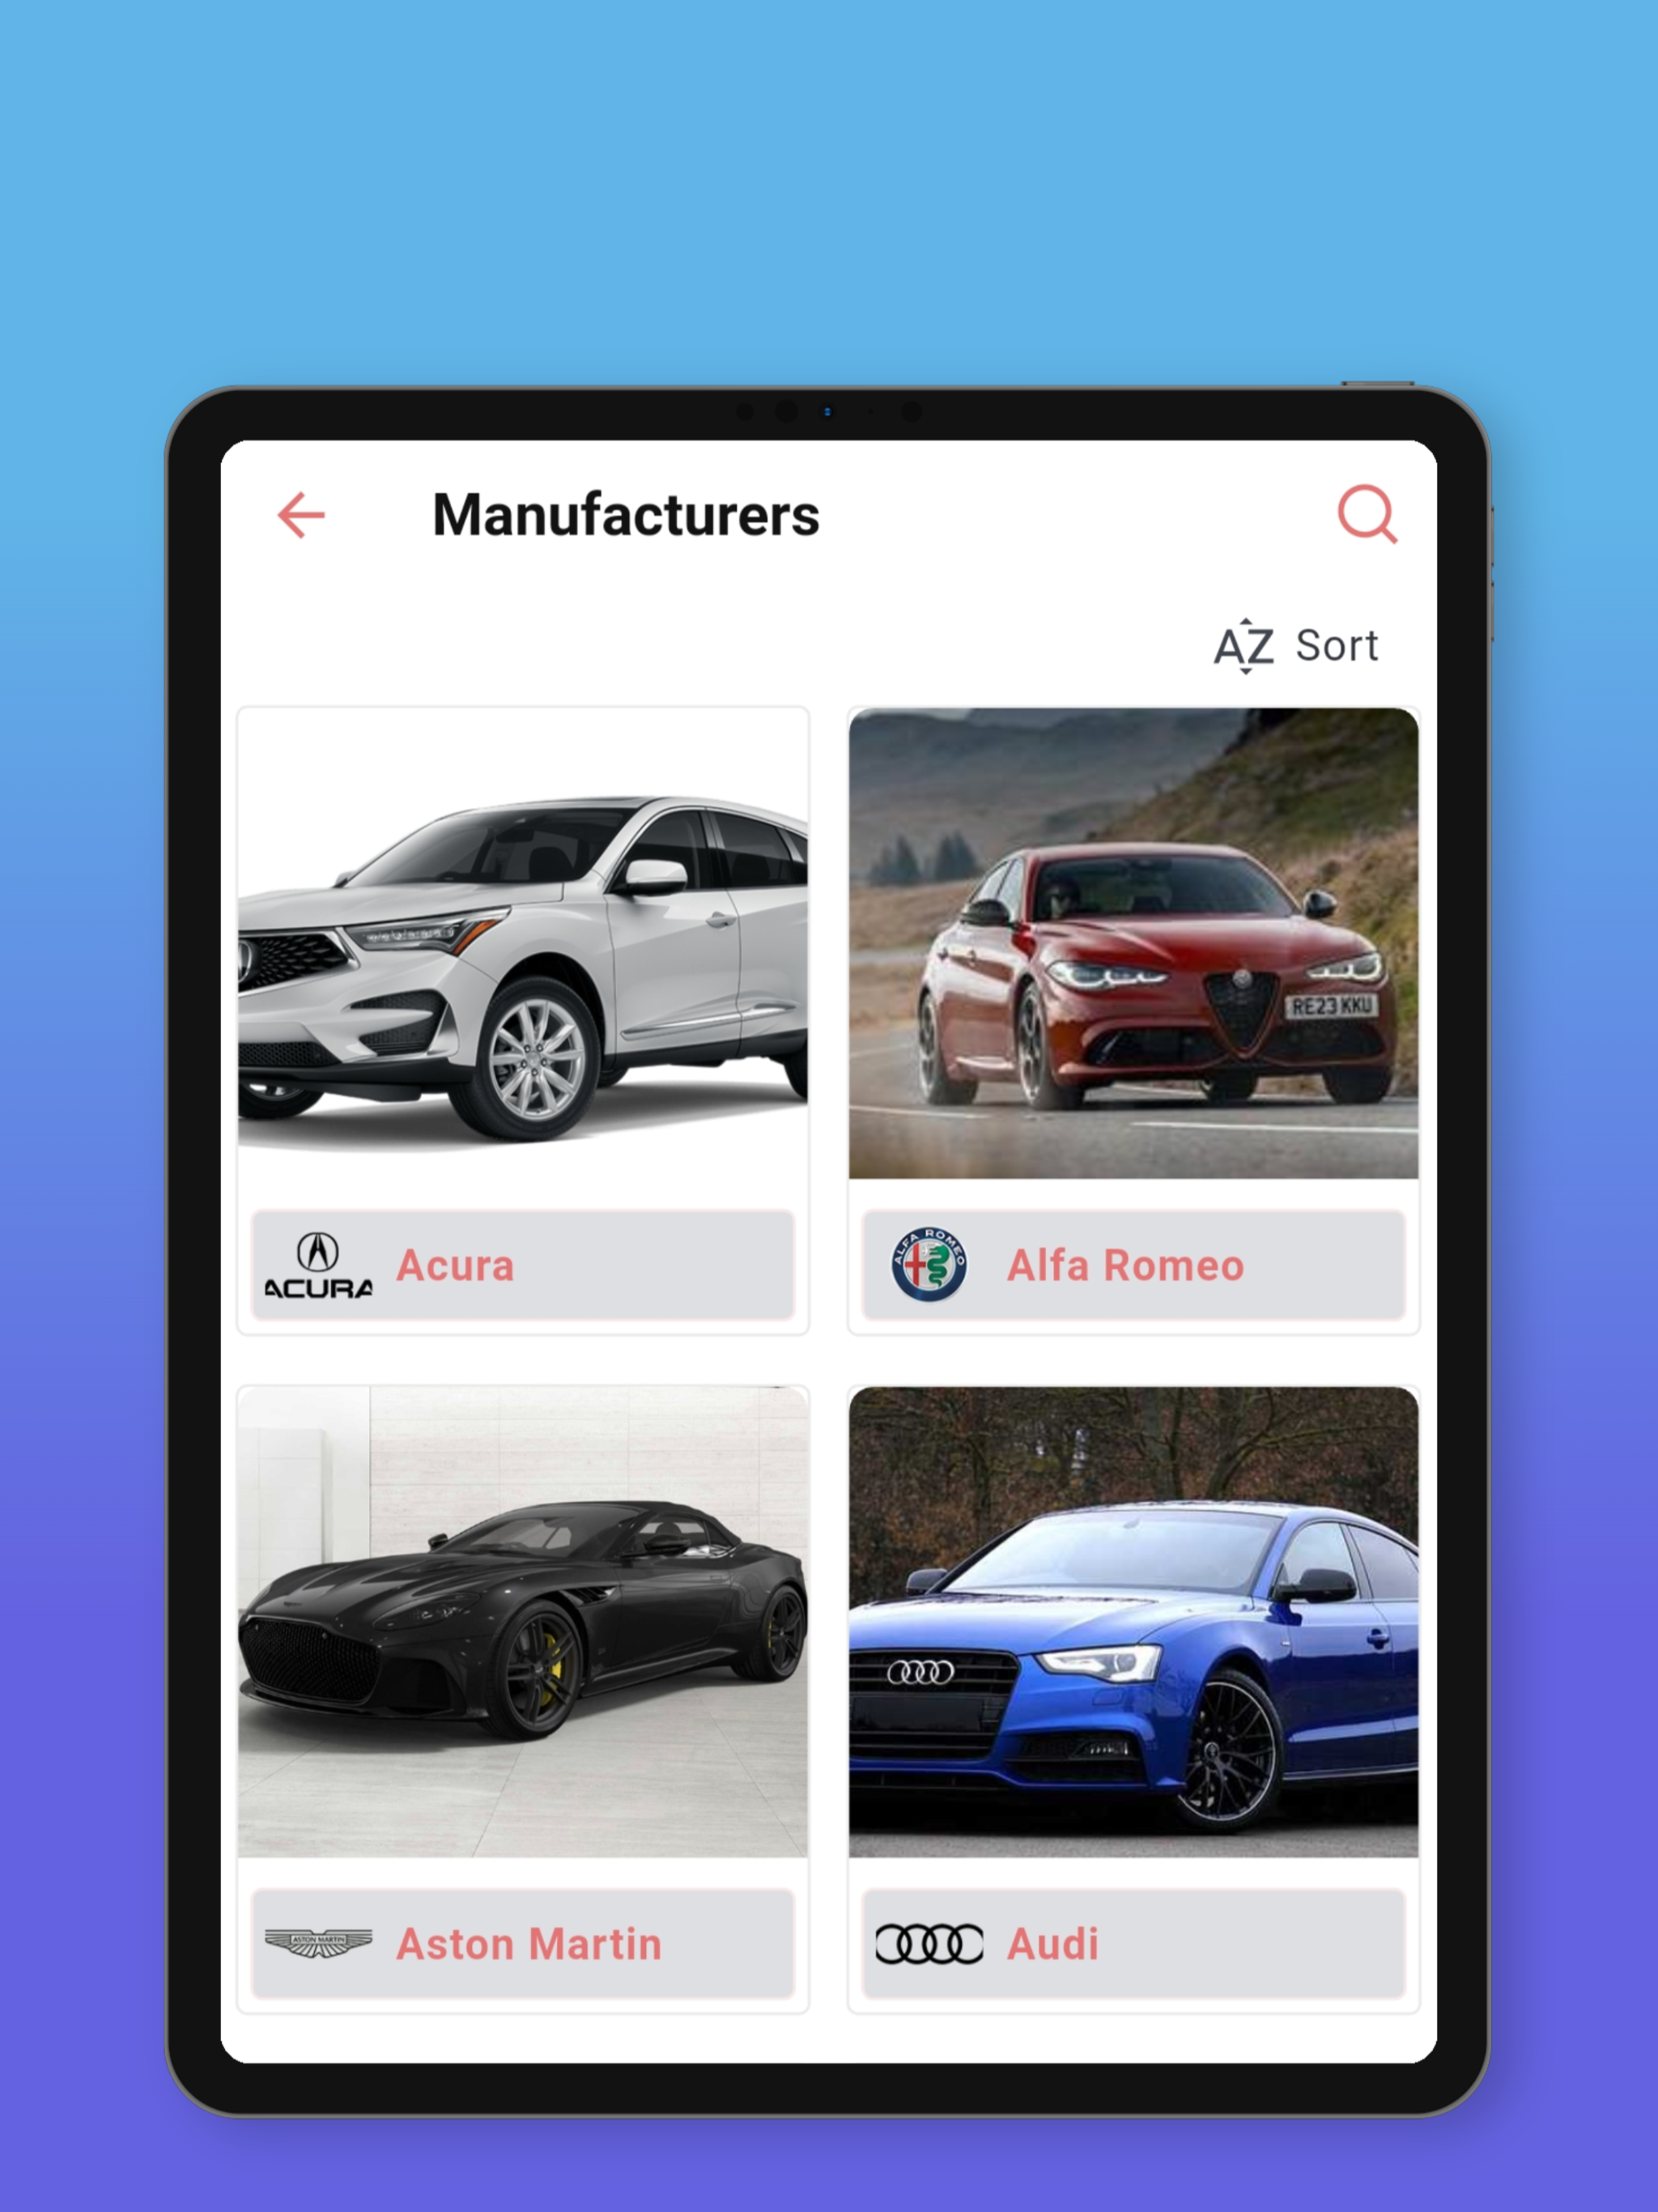 Manufacturers
AZ Sort
RE23 KKU
ACURA
Acura
ALFA ROMEO
Alfa Romeo
ASTON MARTIN
Aston Martin
Audi